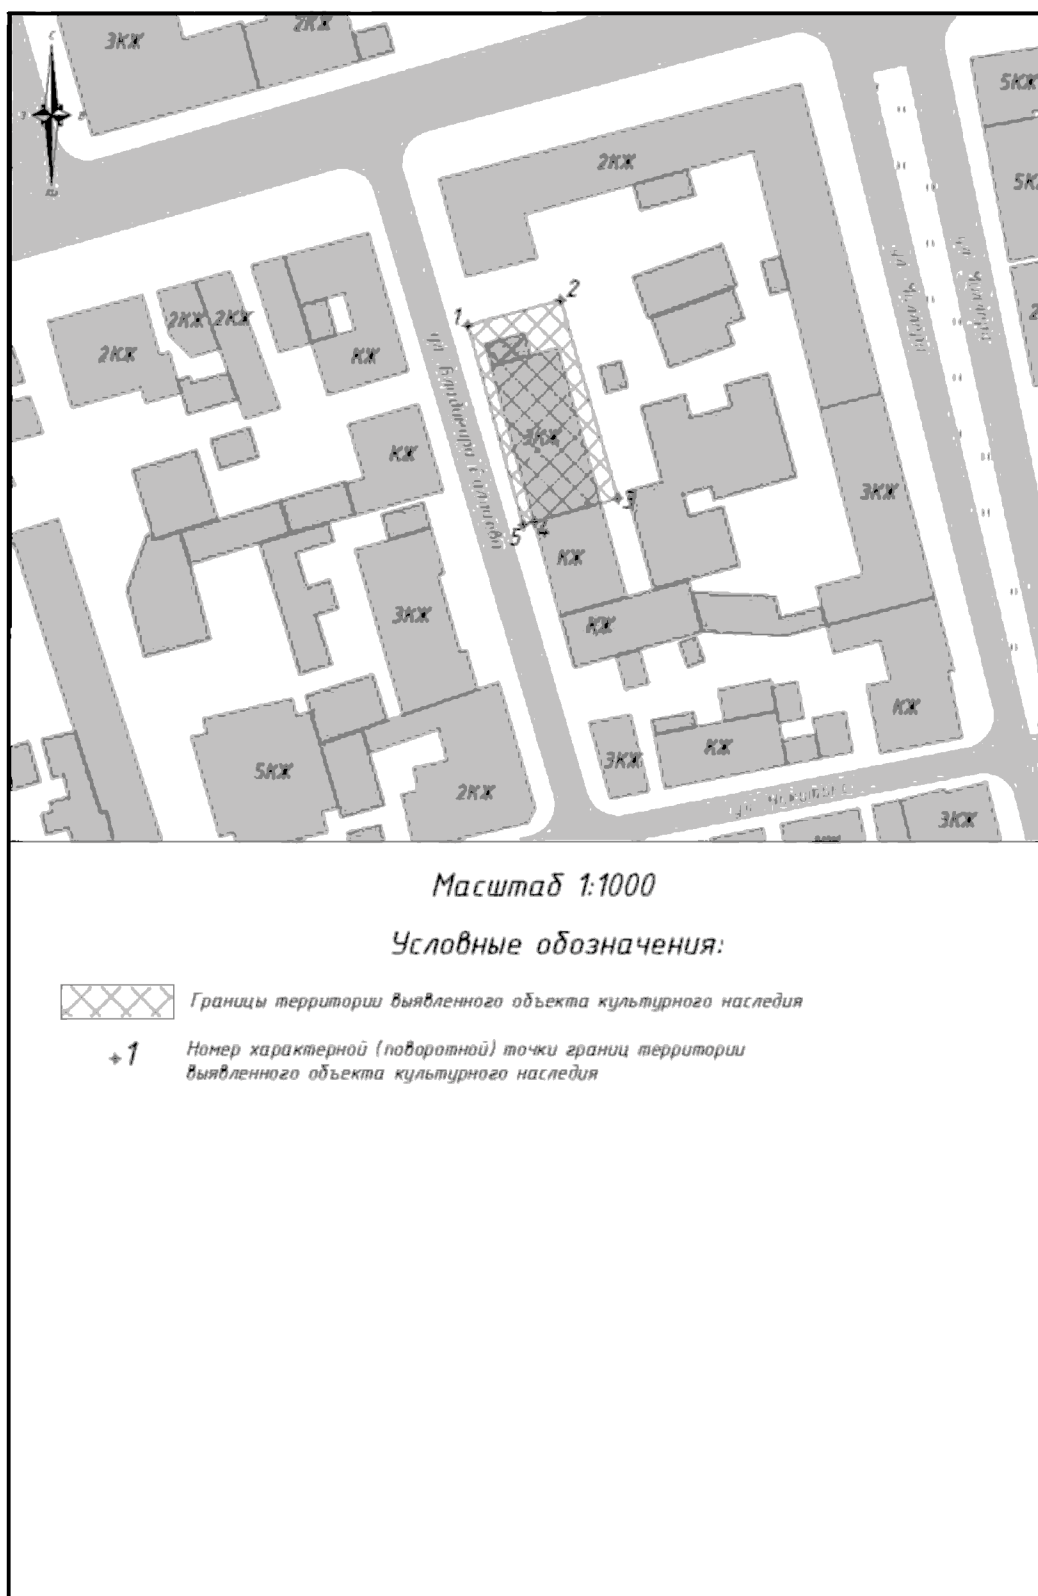 3КЖ
2КЖ
С
5КЖ
2КЖ
5К
2
1
2КЖ
2КЖ
2КЖ
КЖ
КЖ
3КЖ
3КЖ
3
4
5
КЖ
3КЖ
КЖ
КЖ
КЖ
5КЖ
3КЖ
2КЖ
3КЖ
ул.
Масштаб 1:1000
Условные обозначения:
Границы территории выявленного объекта культурного наследия
1
Номер характерной (поворотной) точки границ территории
выявленного объекта культурного наследия